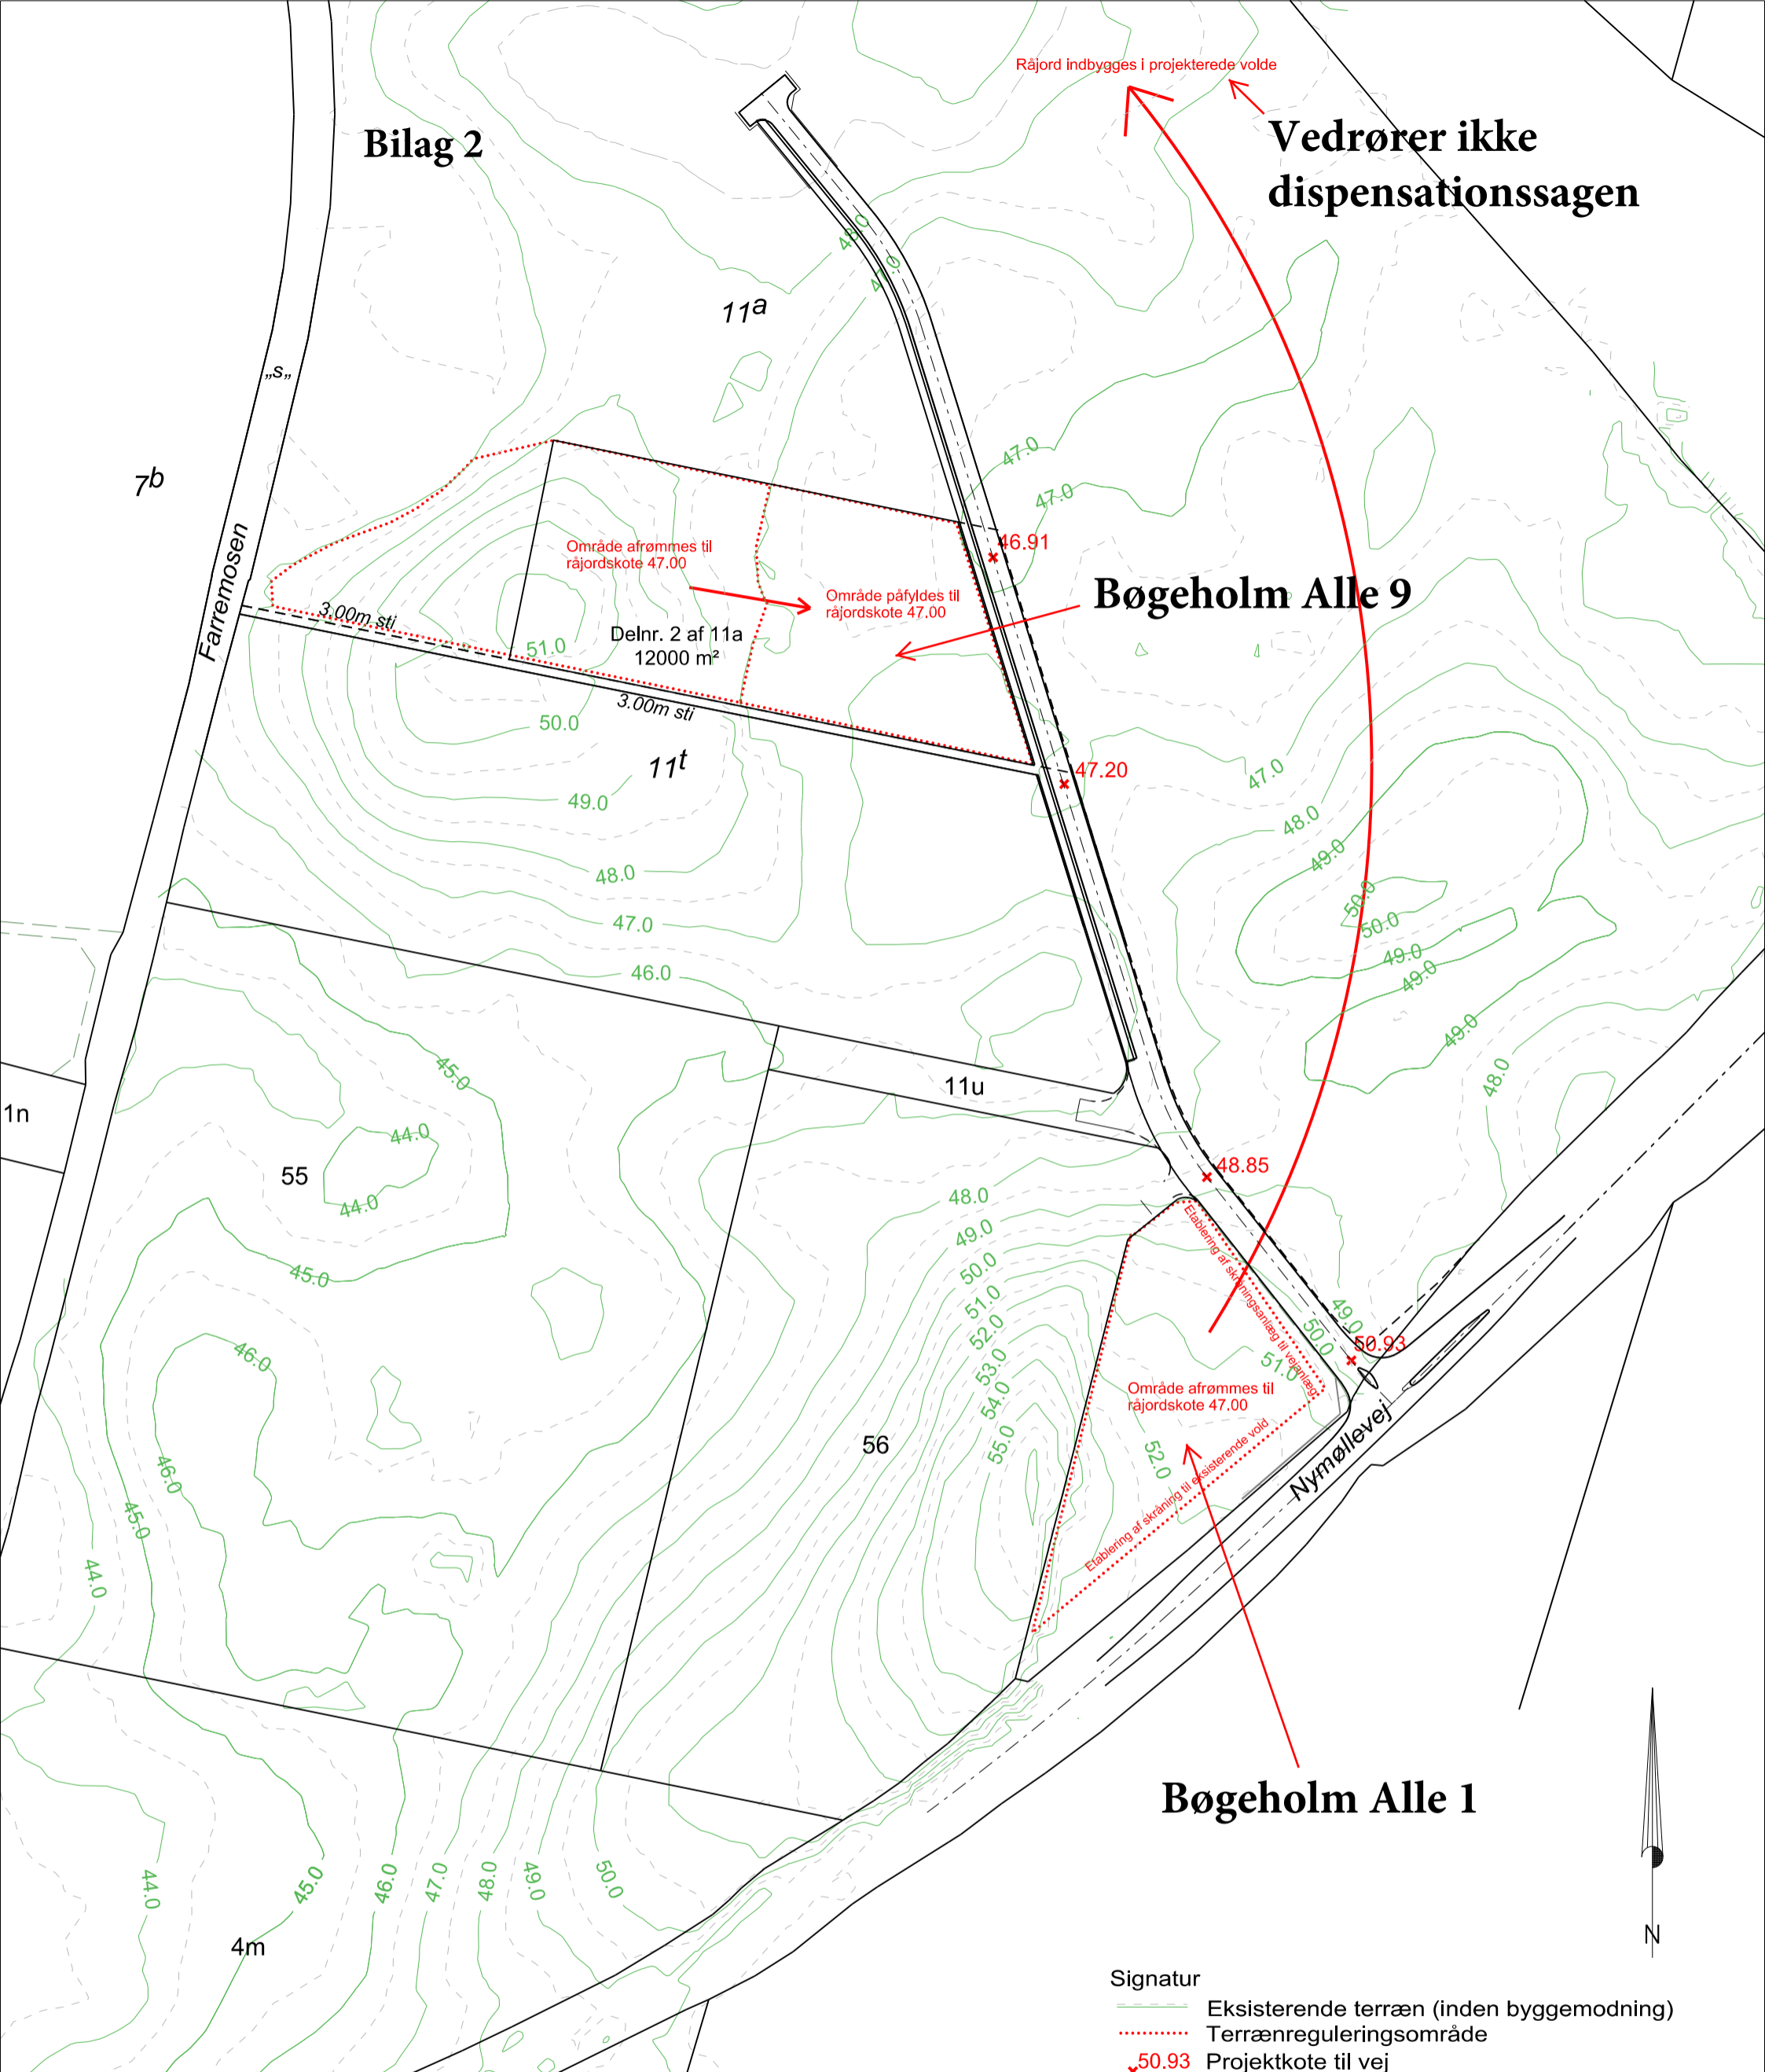 Råjord indbygges i projekterede volde
Bilag 2
Vedrører ikke
dispensationssagen
48.0
47.0
11a
„s„
7b
47.0
47.0
Farremosen
46.91
Område afrømmes til
råjordskote 47.00
Område påfyldes til
råjordskote 47.00
Bøgeholm Alle 9
3.00m sti
Delnr. 2 af 11a
12000 m²
51.0
3.00m sti
50.0
11t
47.20
47.0
49.0
48.0
49.0
48.0
50.0
50.0
47.0
49.0
49.0
46.0
49.0
45.0
48.0
11u
1n
44.0
55
48.85
44.0
48.0
Etablering af skråningsanlæg til vejanlæg
49.0
50.0
45.0
51.0
49.0
52.0
50.0
50.93
46.0
53.0
51.0
54.0
Område afrømmes til
råjordskote 47.00
55.0
56
52.0
Etablering af skråning til eksisterende vold
Nymøllevej
46.0
45.0
44.0
Bøgeholm Alle 1
44.0
45.0
46.0
47.0
48.0
49.0
50.0
4m
N
Signatur
Eksisterende terræn (inden byggemodning)
Terrænreguleringsområde
50.93 Projektkote til vej